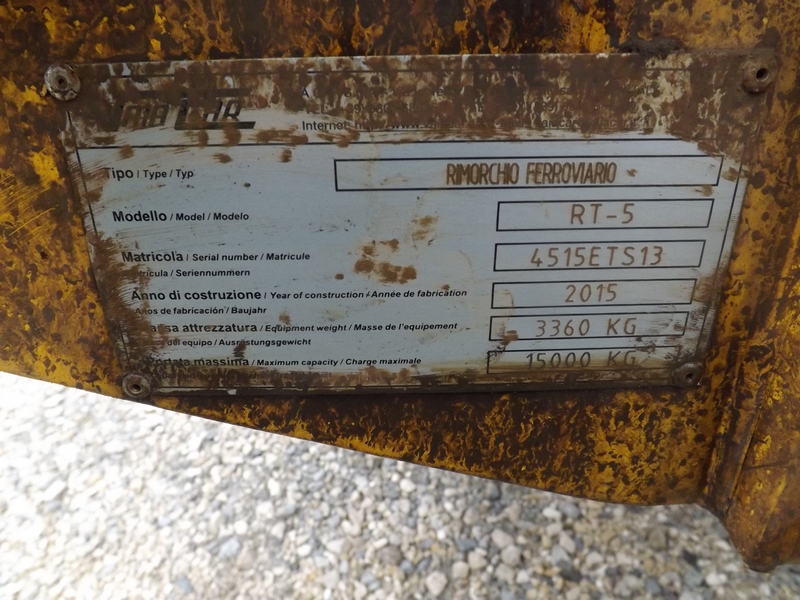 Internet:
Tipo / Type / Typ RIMORCHIO FERROVIARIO
Modello / Model / Modelo RT-5
Matricola / Serial number / Matricule 4515ETS13
/ Seriennummern
Anno di costruzione / Year of construction / Année de fabrication 2015
Años de fabricación / Baujahr
attrezzatura / Equipment weight / Masse de l'equipement 3360 KG
del equipo / Ausrüstungsgewicht
massima / Maximum capacity / Charge maximale 15000 KG